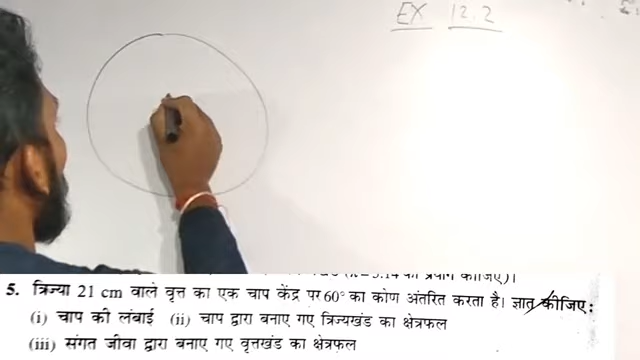 EX 12.2
का प्रयोग कीजिए)।
5. त्रिज्या 21 cm वाले वृत्त का एक चाप केंद्र पर 60° का कोण अंतरित करता है। ज्ञात कीजिए:
(i) चाप की लंबाई (ii) चाप द्वारा बनाए गए त्रिज्यखंड का क्षेत्रफल
(iii) संगत जीवा द्वारा बनाए गए वृत्तखंड का क्षेत्रफल